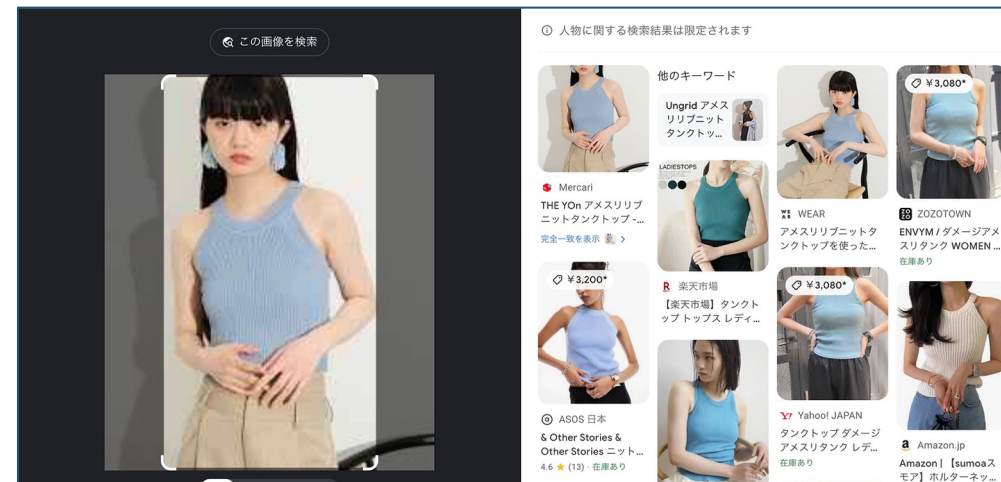 この画像を検索
人物に関する検索結果は限定されます
Mercari
THE YOn アメスリリブ
ニットタンクトップ -...
完全一致を表示
¥3,200*
ASOS 日本
& Other Stories &
Other Stories ニット...
4.6 ★ (13) · 在庫あり
他のキーワード
Ungrid アメス
リリブニット
タンクトッ...
LADIESTOPS
楽天市場
【楽天市場】タンクト
ップ トップス レディ...
WE
AR
WEAR
アメスリリブニットタ
ンクトップを使った...
¥3,080*
Yahoo! JAPAN
タンクトップ ダメージ
アメスリタンク レデ...
在庫あり
¥3,080*
ZOZOTOWN
ENVYM / ダメージアメ
スリタンク WOMEN ...
在庫あり
Amazon.jp
Amazon | 【sumoaス
モア】ホルターネッ...